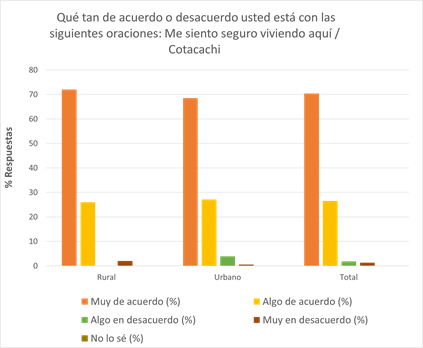 Qué tan de acuerdo o desacuerdo usted está con las
siguientes oraciones: Me siento seguro viviendo aquí /
Cotacachi
80
70
60
50
40
30
20
10
0
% Respuestas
Rural Urbano Total
Muy de acuerdo (%) Algo de acuerdo (%)
Algo en desacuerdo (%) Muy en desacuerdo (%)
No lo sé (%)